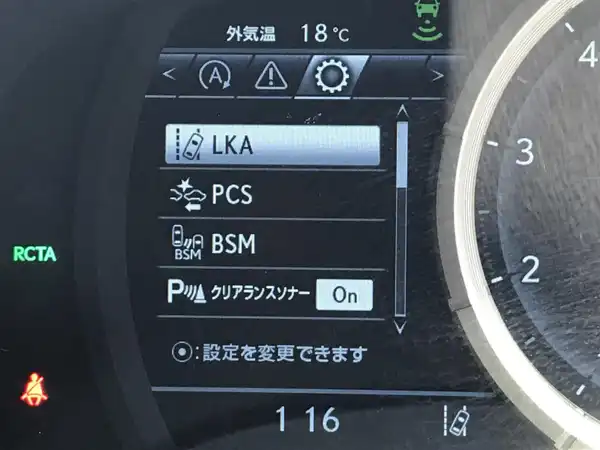 外気温 18℃
A
LKA
4
3
PCS
RCTA
BSM
BSM
2
P クリアランスソナー On
:設定を変更できます
1 16